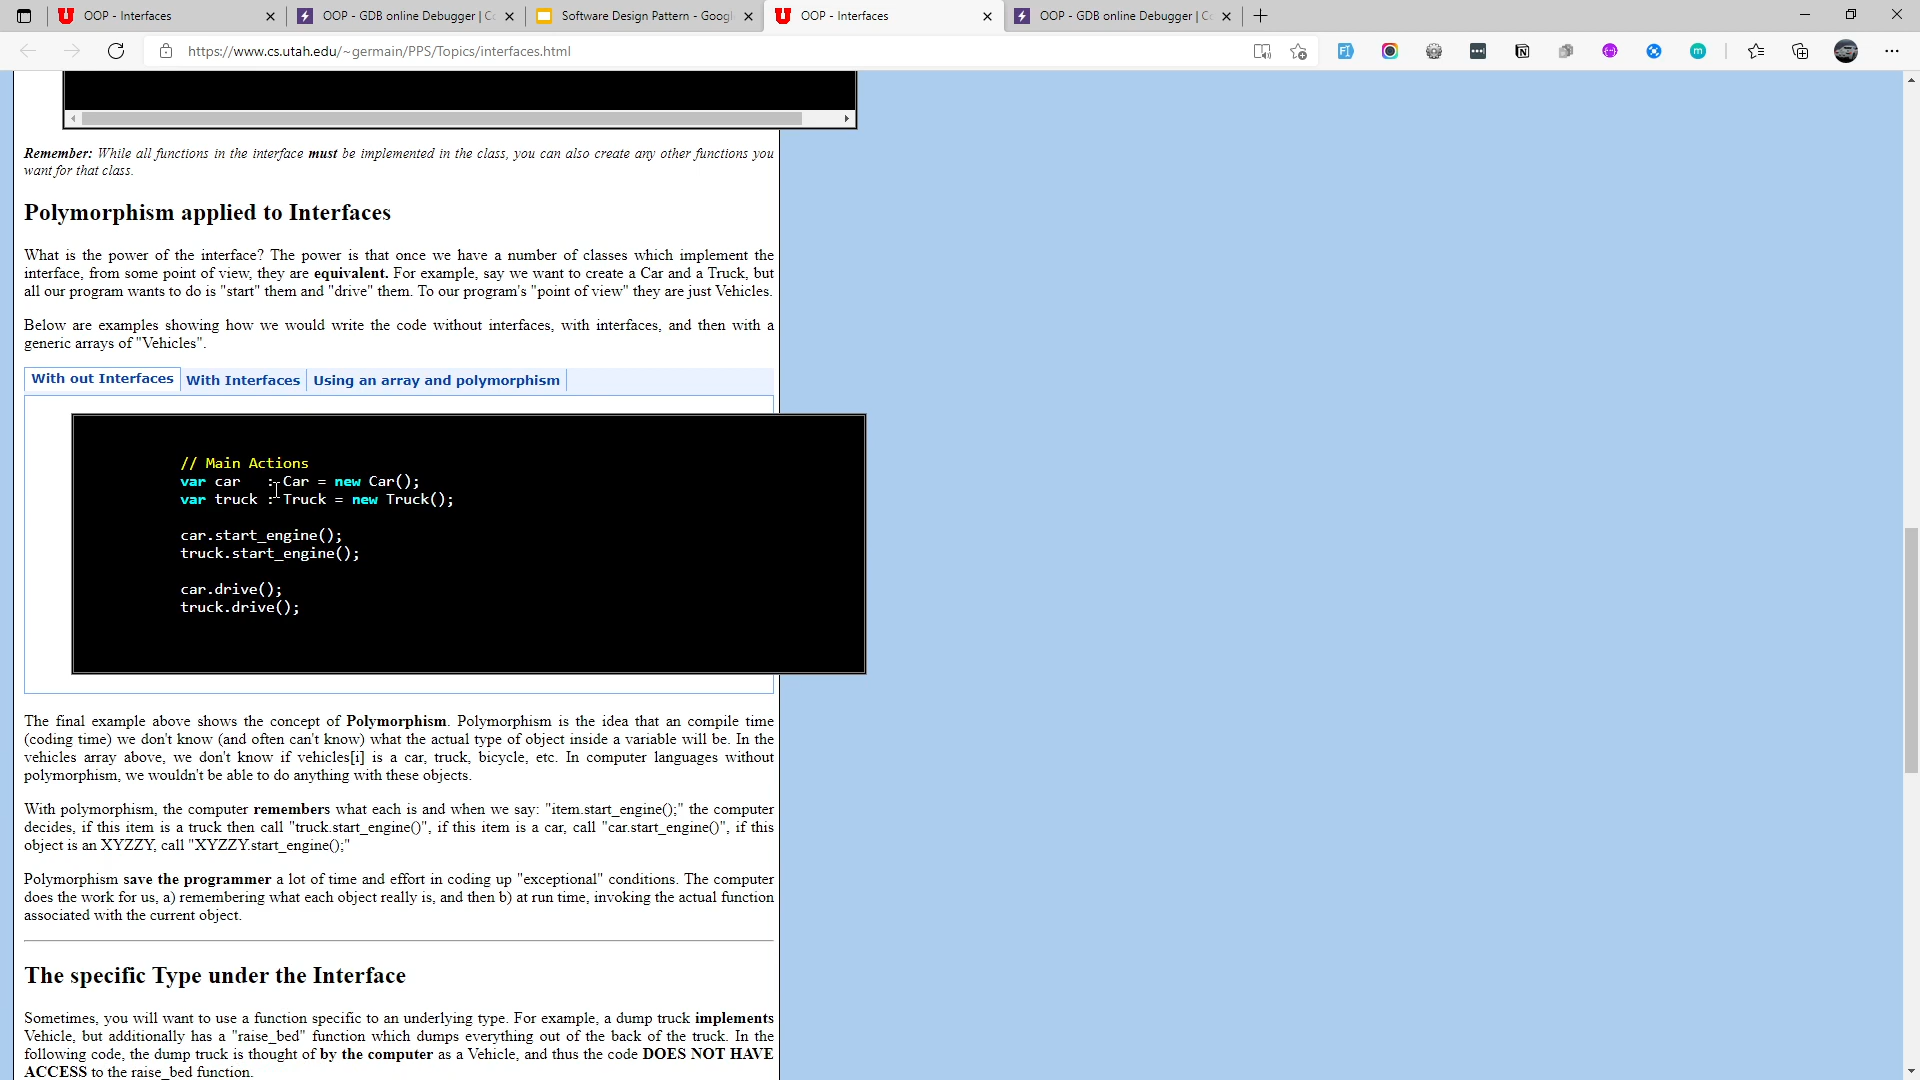 OOP - Interfaces
OOP - GDB online Debugger | C
Software Design Pattern - Googl
OOP - Interfaces
OOP - GDB online Debugger | C
https://www.cs.utah.edu/~germain/PPS/Topics/interfaces.html
Remember: While all functions in the interface must be implemented in the class, you can also create any other functions you
want for that class.
Polymorphism applied to Interfaces
What is the power of the interface? The power is that once we have a number of classes which implement the
interface, from some point of view, they are equivalent. For example, say we want to create a Car and a Truck, but
all our program wants to do is "start" them and "drive" them. To our program's "point of view" they are just Vehicles.
Below are examples showing how we would write the code without interfaces, with interfaces, and then with a
generic arrays of "Vehicles".
With out Interfaces
With Interfaces
Using an array and polymorphism
// Main Actions
var car   : Car = new Car();
var truck : Truck = new Truck();
car.start_engine();
truck.start_engine();
car.drive();
truck.drive();
The final example above shows the concept of Polymorphism. Polymorphism is the idea that an compile time
(coding time) we don't know (and often can't know) what the actual type of object inside a variable will be. In the
vehicles array above, we don't know if vehicles[i] is a car, truck, bicycle, etc. In computer languages without
polymorphism, we wouldn't be able to do anything with these objects.
With polymorphism, the computer remembers what each is and when we say: "item.start_engine();" the computer
decides, if this item is a truck then call "truck.start_engine()", if this item is a car, call "car.start_engine()", if this
object is an XYZZY, call "XYZZY.start_engine();"
Polymorphism save the programmer a lot of time and effort in coding up "exceptional" conditions. The computer
does the work for us, a) remembering what each object really is, and then b) at run time, invoking the actual function
associated with the current object.
The specific Type under the Interface
Sometimes, you will want to use a function specific to an underlying type. For example, a dump truck implements
Vehicle, but additionally has a "raise_bed" function which dumps everything out of the back of the truck. In the
following code, the dump truck is thought of by the computer as a Vehicle, and thus the code DOES NOT HAVE
ACCESS to the raise_bed function.